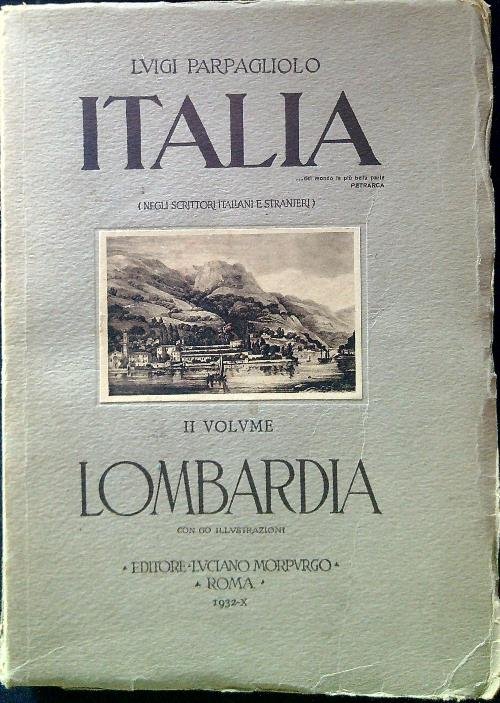 LVIGI PARPAGLIOLO
ITALIA
....del mondo la più bella parte
PETRARCA
(NEGLI SCRITTORI ITALIANI E STRANIERI)
II VOLVME
LOMBARDIA
CON 60 ILLVSTRAZIONI
EDITORE·LVCIANO MORPVRGO
ROMA
1932-X